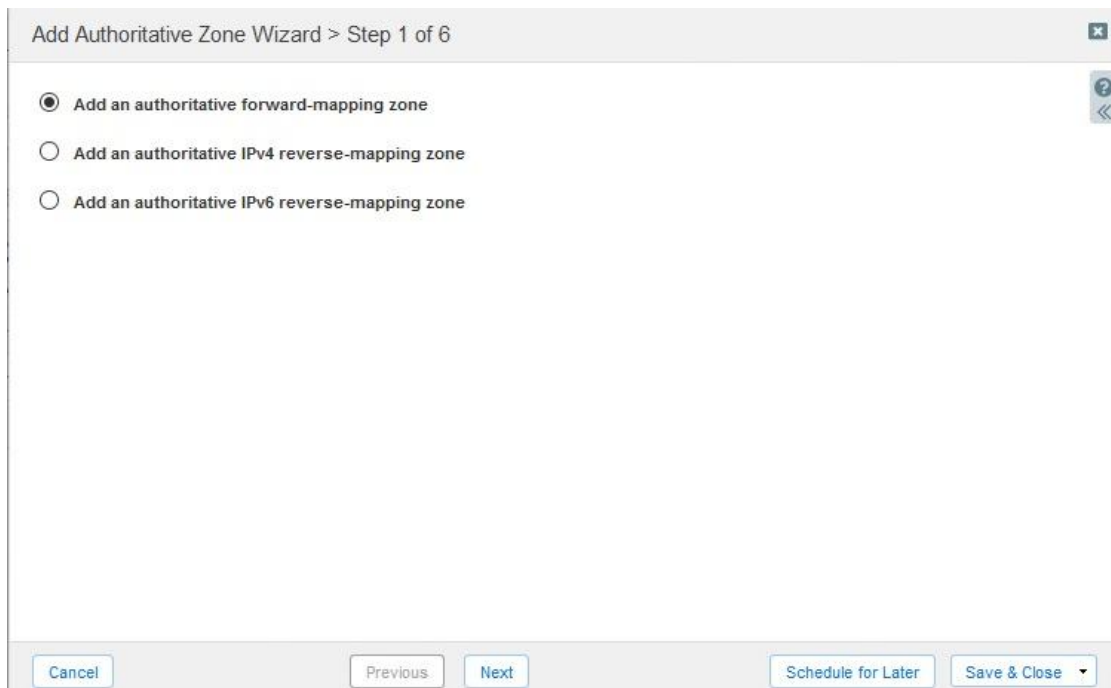 Add Authoritative Zone Wizard > Step 1 of 6
Add an authoritative forward-mapping zone
Add an authoritative IPv4 reverse-mapping zone
Add an authoritative IPv6 reverse-mapping zone
Cancel
Previous
Next
Schedule for Later
Save & Close